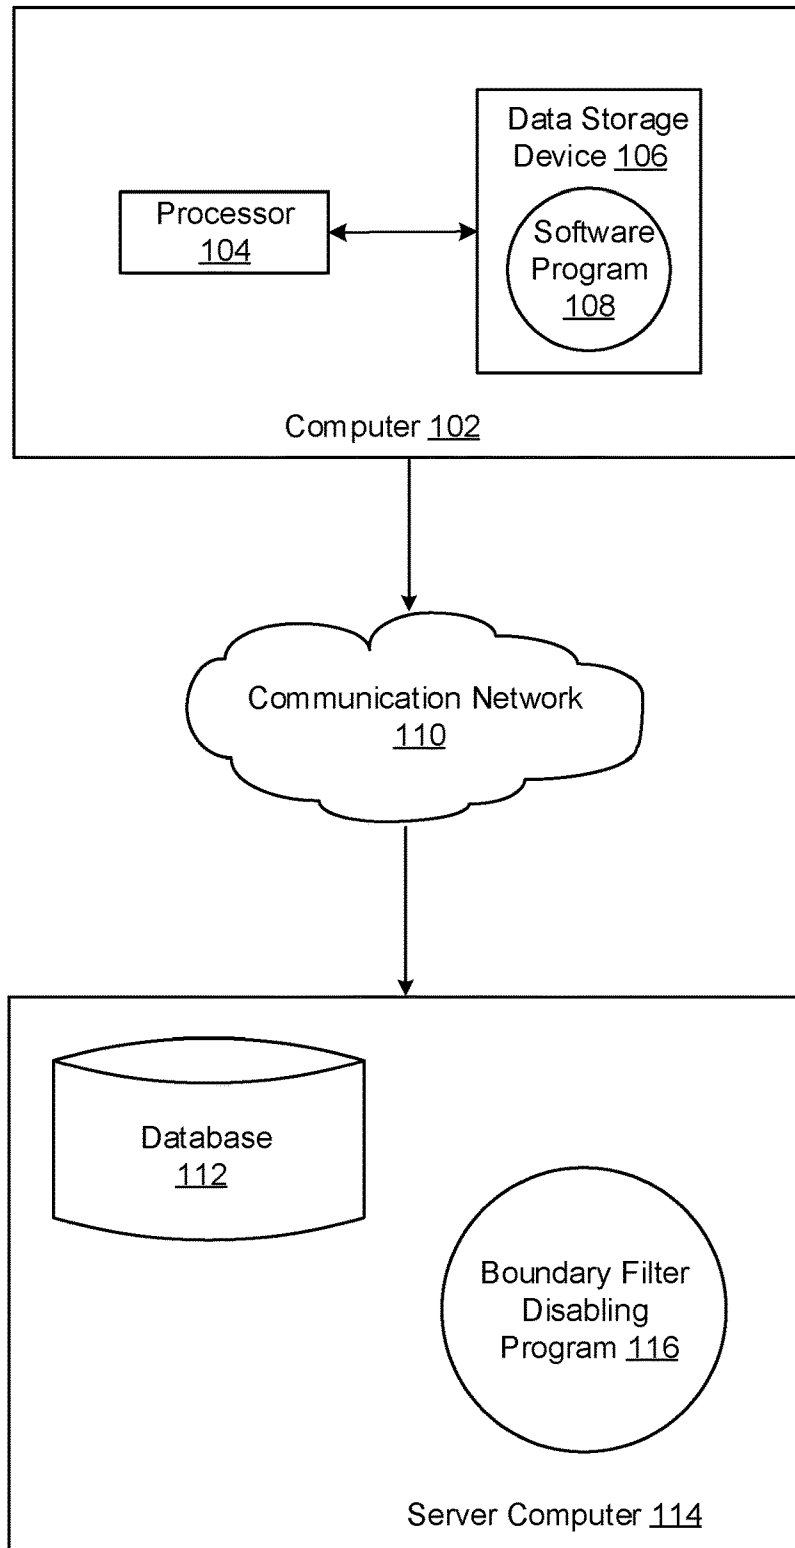 Data Storage
Device 106
Processor
104
Software
Program
108
Computer 102
Communication Network
110
Database
112
Boundary Filter
Disabling
Program 116
Server Computer 114